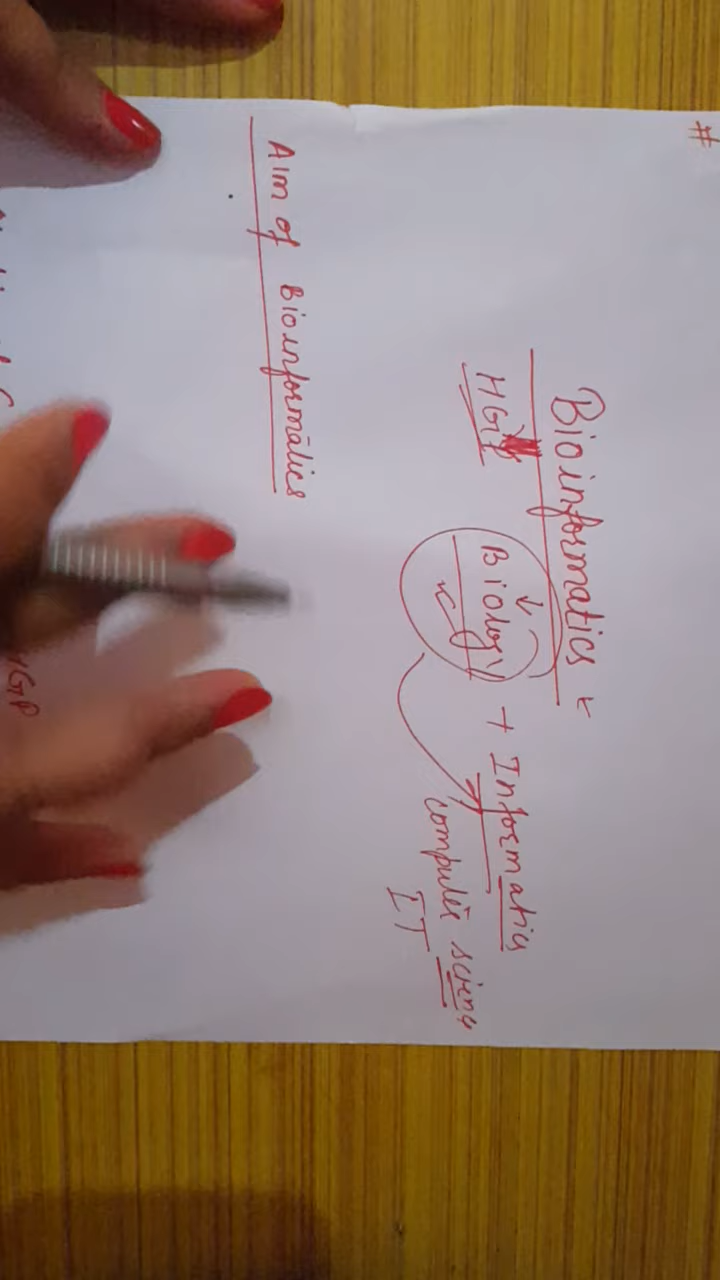 #
Bioinformatics
HGP
Biology + Informatics
computer science
IT
Aim of Bioinformatics
HGP